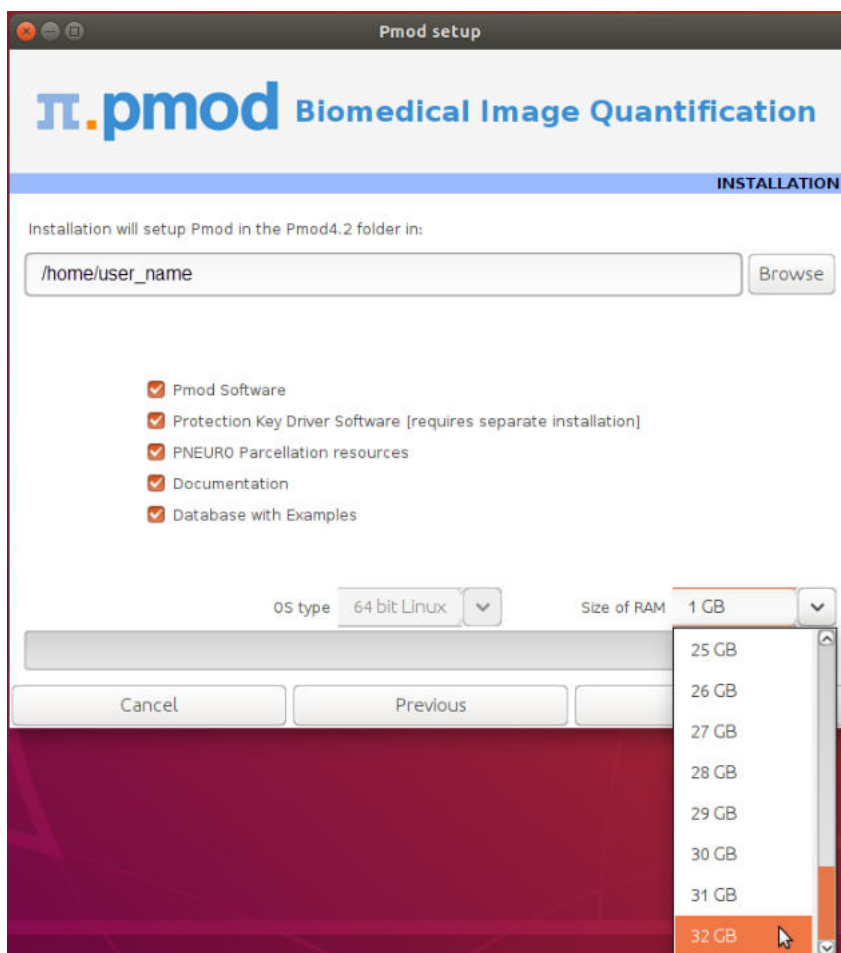 Pmod setup
π.pmod Biomedical Image Quantification
INSTALLATION
Installation will setup Pmod in the Pmod4.2 folder in:
/home/user_name
Browse
Pmod Software
Protection Key Driver Software [requires separate installation]
PNEURO Parcellation resources
Documentation
Database with Examples
OS type 64 bit Linux Size of RAM 1 GB
25 GB
26 GB
Cancel Previous
27 GB
28 GB
29 GB
30 GB
31 GB
32 GB